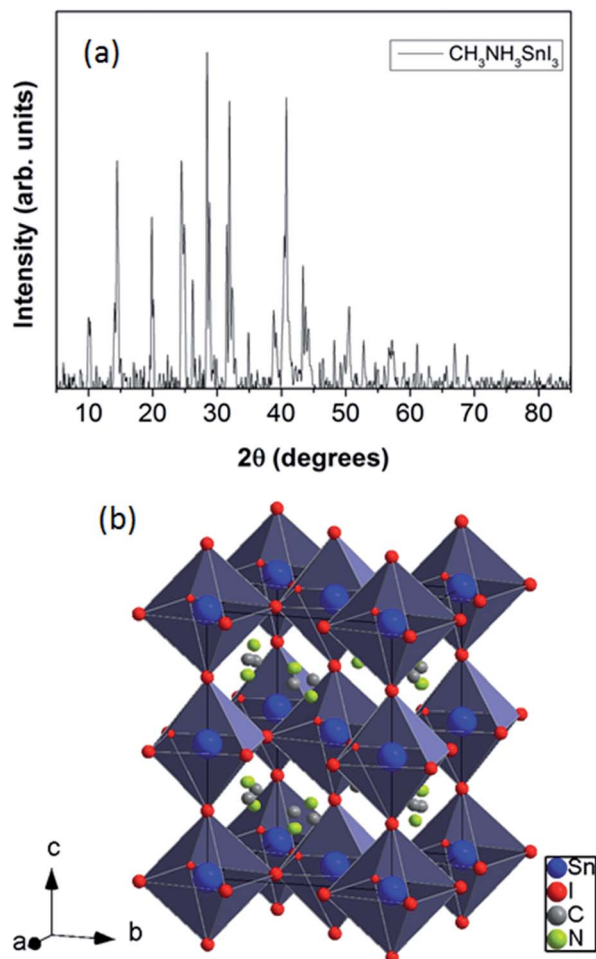 (a)
CH₃NH₃SnI₃
Intensity (arb. units)
10 20 30 40 50 60 70 80
2θ (degrees)
(b)
c
a
b
Sn
I
C
N